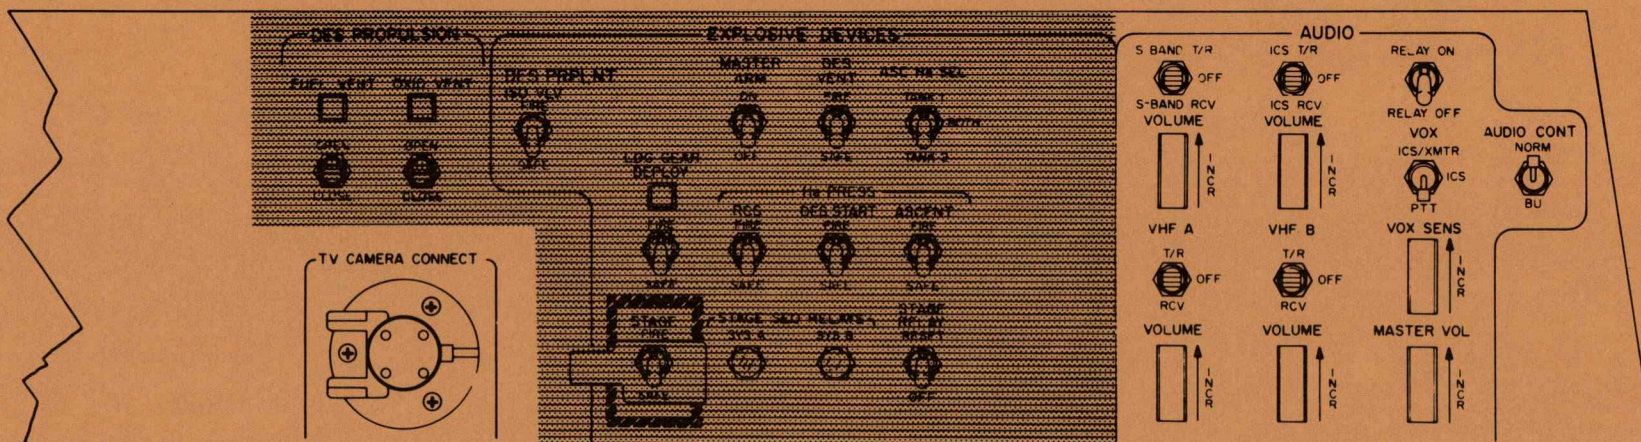 DES PROPULSION
FUEL VENT
OXID VENT
OPEN
CLOSE
OPEN
CLOSE
EXPLOSIVE DEVICES
DES PRPLNT
ISO VLV
FIRE
SAFE
MASTER
ARM
ON
OFF
DES
VENT
FIRE
SAFE
ASC He SEL
TANK 1
BOTH
TANK 2
LDG GEAR
DEPLOY
FIRE
SAFE
He PRESS
RCS
FIRE
SAFE
DES START
FIRE
SAFE
ASCENT
FIRE
SAFE
STAGE
FIRE
SAFE
STAGE SEQ RELAYS
SYS A
SYS B
STAGE
RELAY
RESET
OFF
TV CAMERA CONNECT
AUDIO
S BAND T/R
OFF
S-BAND RCV
VOLUME
INCR
ICS T/R
OFF
ICS RCV
VOLUME
INCR
RELAY ON
RELAY OFF
VOX
ICS/XMTR
ICS
PTT
AUDIO CONT
NORM
BU
VHF A
T/R
OFF
RCV
VOLUME
INCR
VHF B
T/R
OFF
RCV
VOLUME
INCR
VOX SENS
INCR
MASTER VOL
INCR